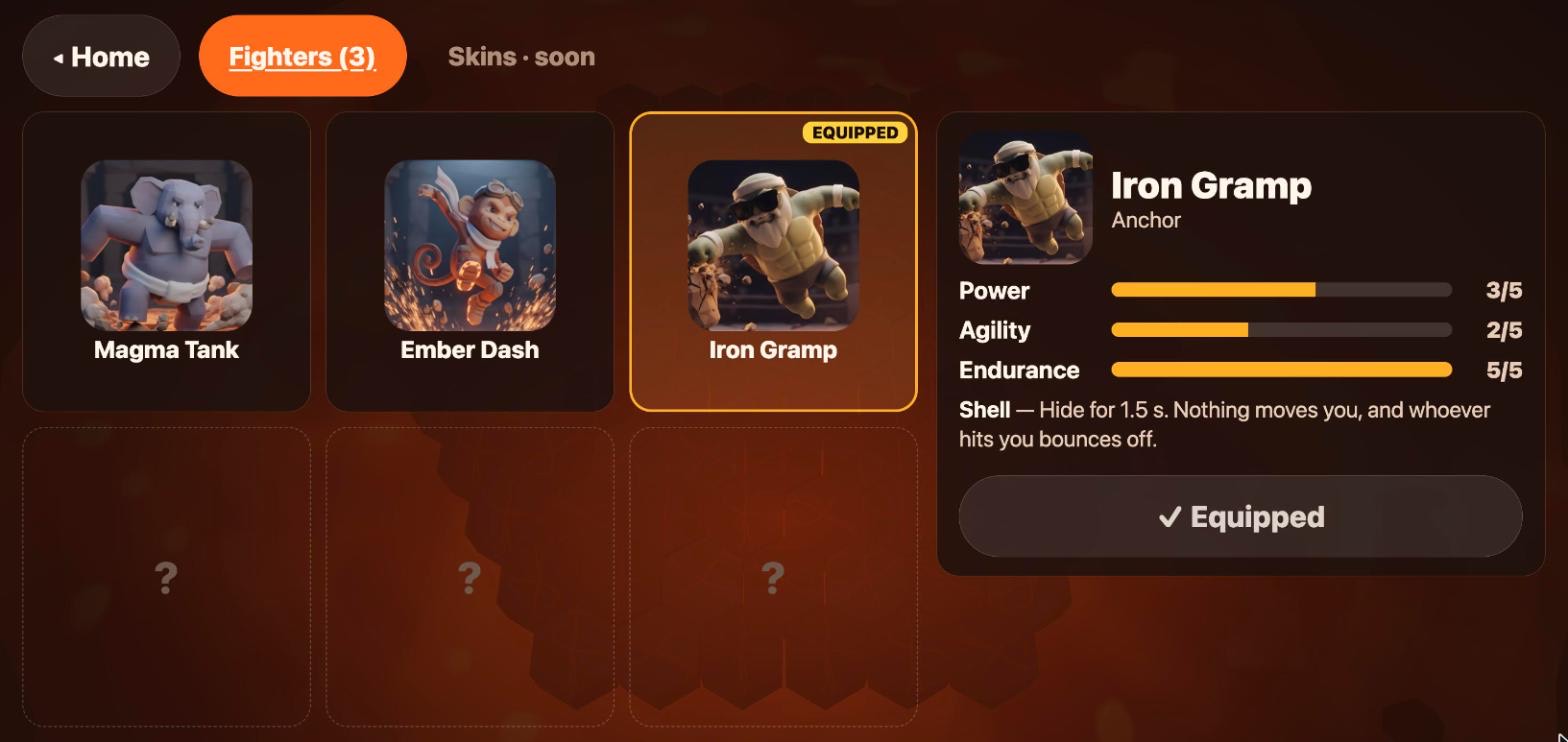 ◂ Home
Fighters (3)
Skins · soon
EQUIPPED
Magma Tank
Ember Dash
Iron Gramp
?
?
?
Iron Gramp
Anchor
Power 3/5
Agility 2/5
Endurance 5/5
Shell — Hide for 1.5 s. Nothing moves you, and whoever
hits you bounces off.
✓ Equipped